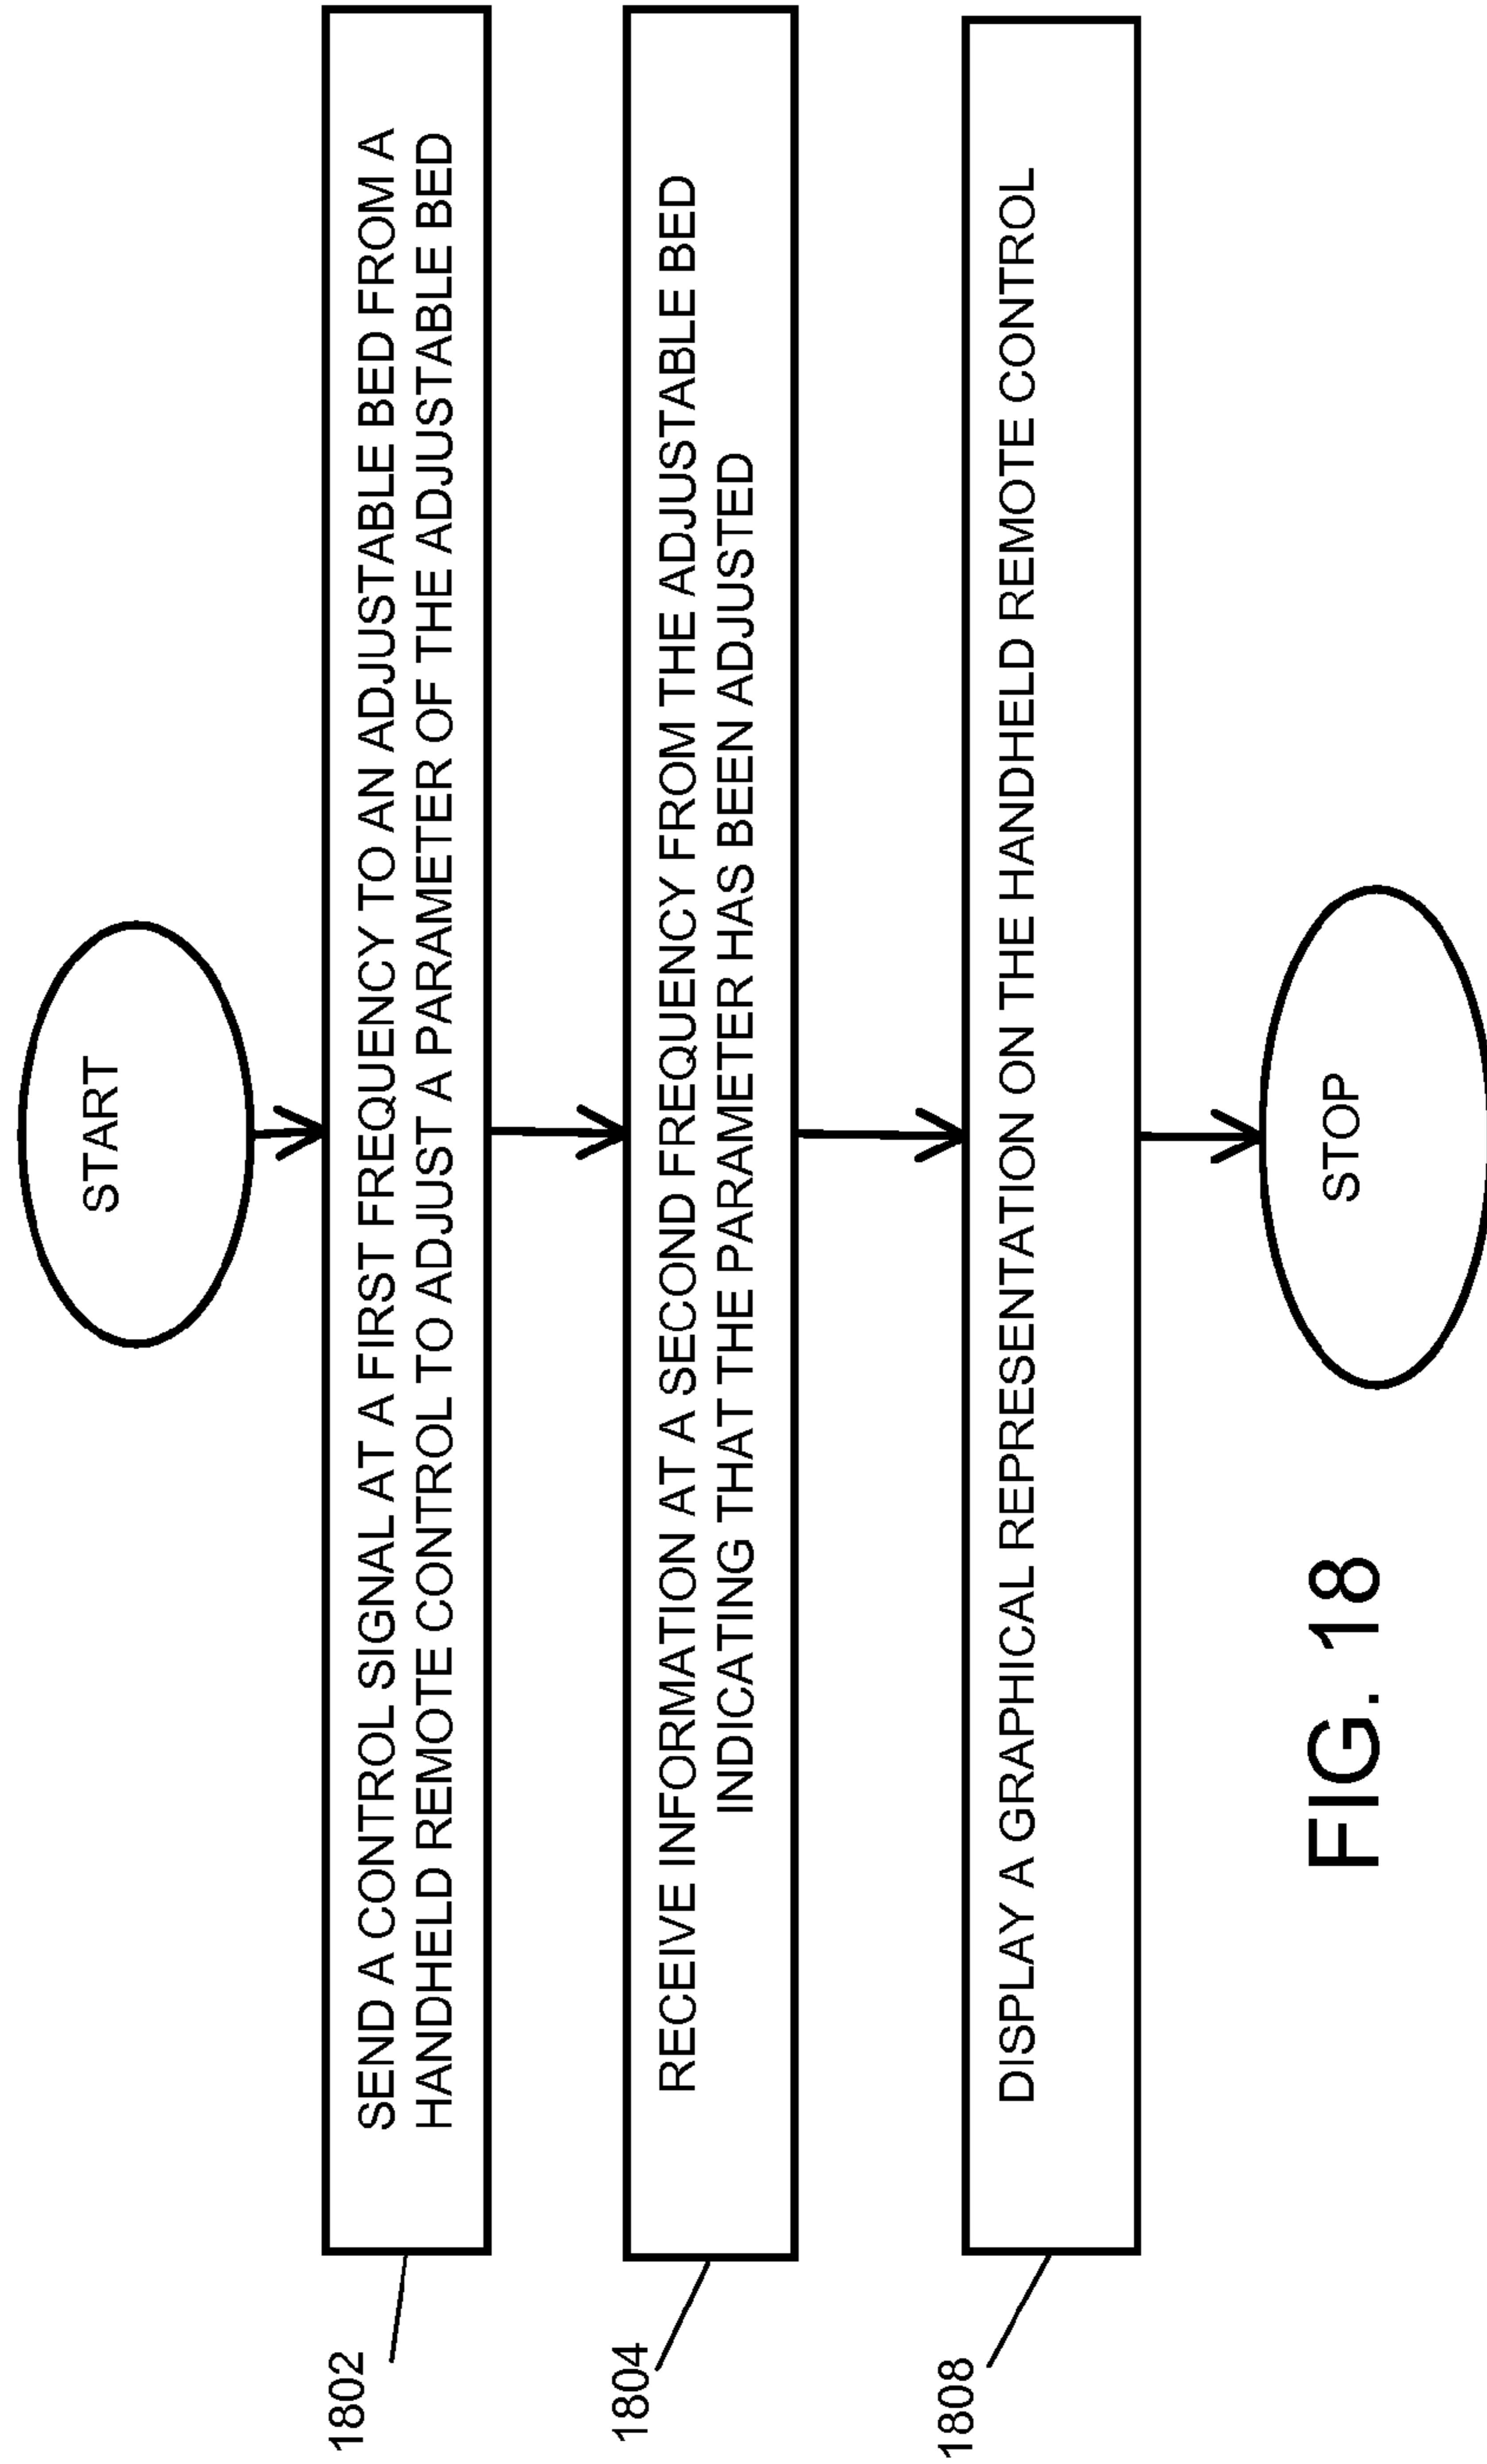 START
1802
SEND A CONTROL SIGNAL AT A FIRST FREQUENCY TO AN ADJUSTABLE BED FROM A
HANDHELD REMOTE CONTROL TO ADJUST A PARAMETER OF THE ADJUSTABLE BED
1804
RECEIVE INFORMATION AT A SECOND FREQUENCY FROM THE ADJUSTABLE BED
INDICATING THAT THE PARAMETER HAS BEEN ADJUSTED
1808
DISPLAY A GRAPHICAL REPRESENTATION ON THE HANDHELD REMOTE CONTROL
STOP
FIG. 18